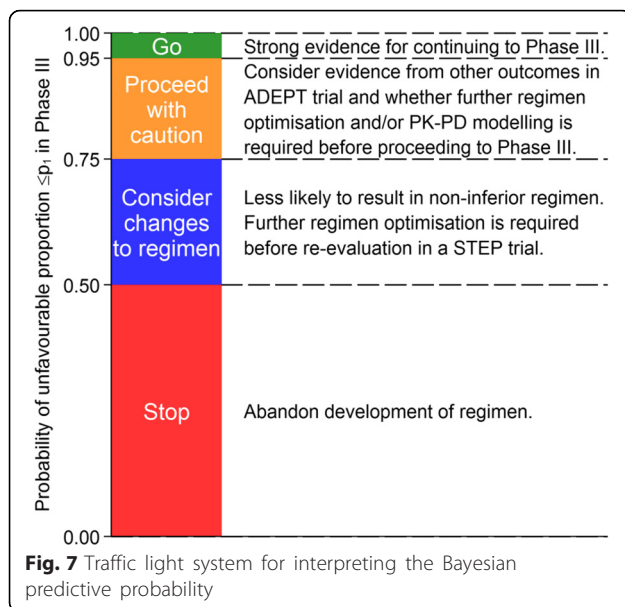 Probability of unfavourable proportion ≤p₁ in Phase III
1.00
0.95
0.75
0.50
0.00
Go
Strong evidence for continuing to Phase III.
Proceed
with
caution
Consider evidence from other outcomes in
ADEPT trial and whether further regimen
optimisation and/or PK-PD modelling is
required before proceeding to Phase III.
Consider
changes
to regimen
Less likely to result in non-inferior regimen.
Further regimen optimisation is required
before re-evaluation in a STEP trial.
Stop
Abandon development of regimen.
Fig. 7 Traffic light system for interpreting the Bayesian
predictive probability